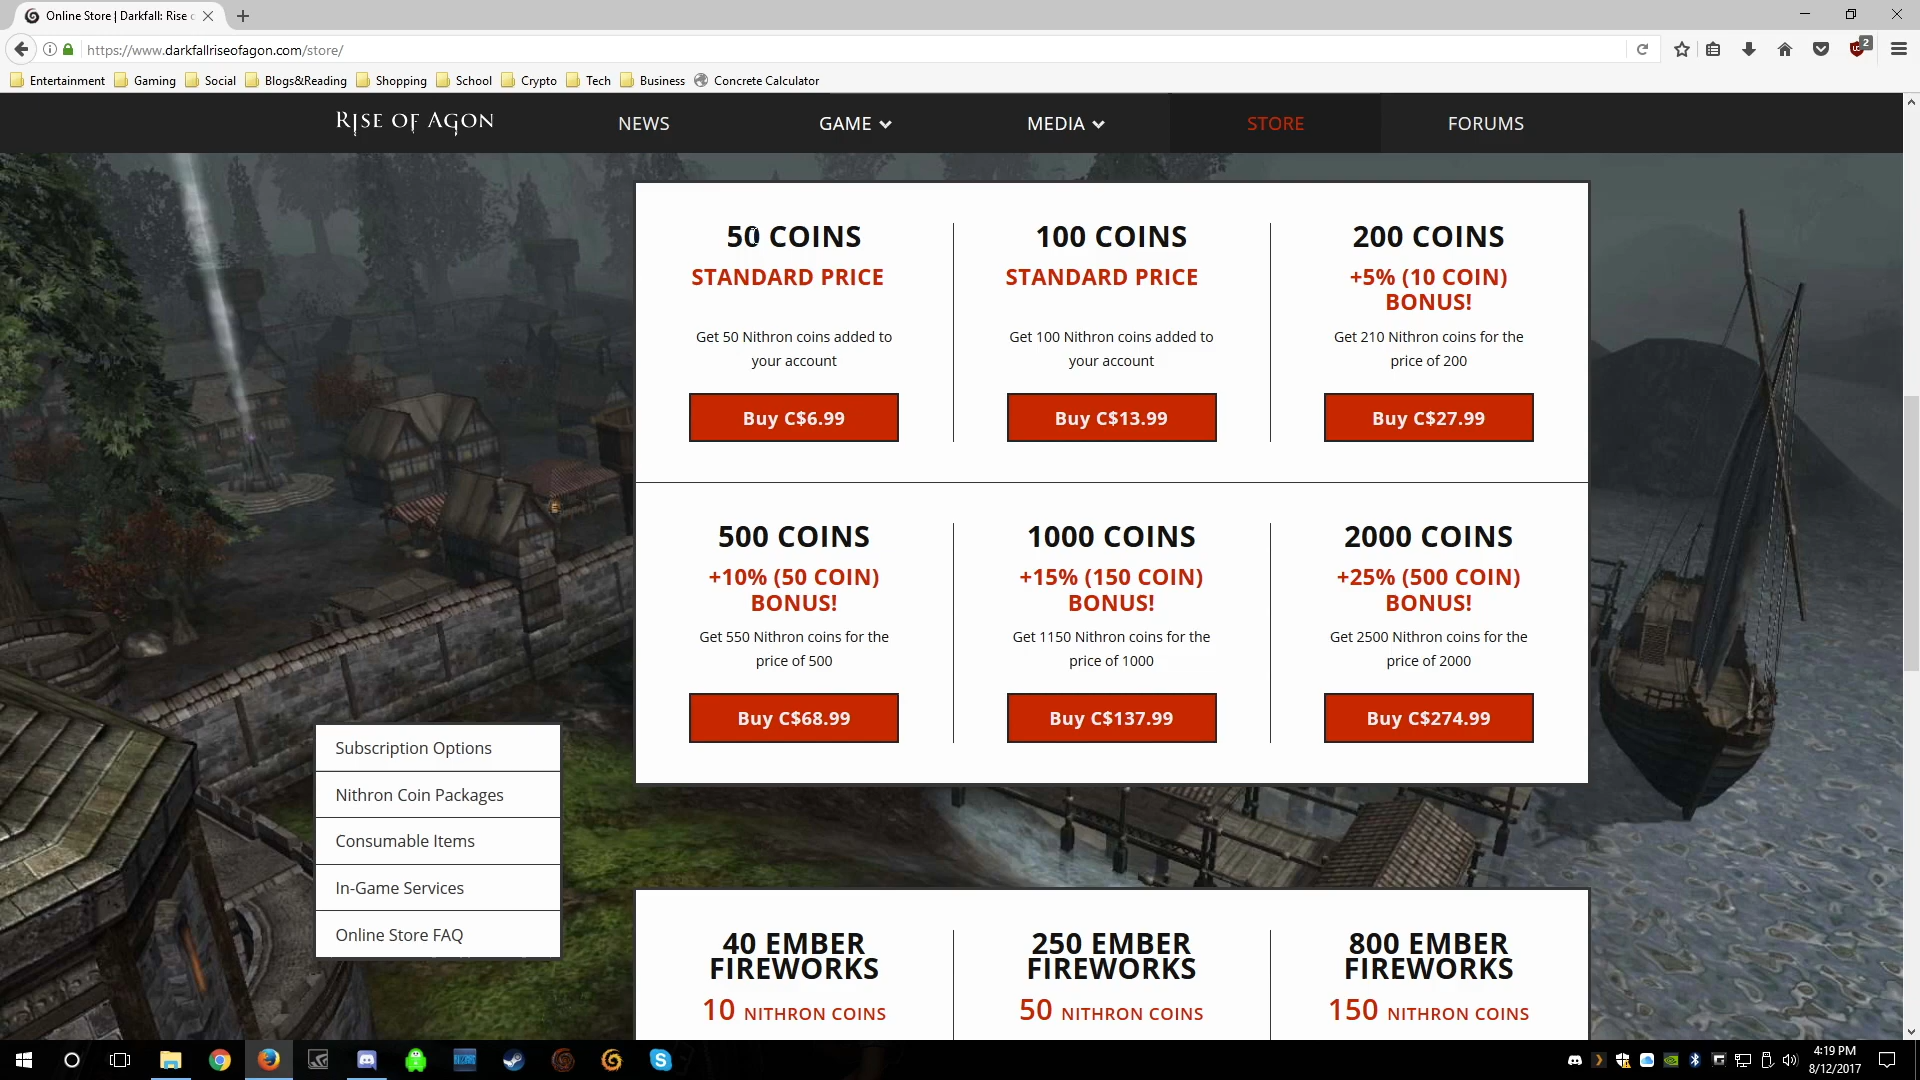 Online Store | Darkfall: Rise
https://www.darkfallriseofagon.com/store/
2
Entertainment Gaming Social Blogs&Reading Shopping School Crypto Tech Business Concrete Calculator
RISE OF AGON NEWS GAME MEDIA STORE FORUMS
50 COINS
STANDARD PRICE
Get 50 Nithron coins added to
your account
Buy C$6.99
100 COINS
STANDARD PRICE
Get 100 Nithron coins added to
your account
Buy C$13.99
200 COINS
+5% (10 COIN)
BONUS!
Get 210 Nithron coins for the
price of 200
Buy C$27.99
500 COINS
+10% (50 COIN)
BONUS!
Get 550 Nithron coins for the
price of 500
Buy C$68.99
1000 COINS
+15% (150 COIN)
BONUS!
Get 1150 Nithron coins for the
price of 1000
Buy C$137.99
2000 COINS
+25% (500 COIN)
BONUS!
Get 2500 Nithron coins for the
price of 2000
Buy C$274.99
Subscription Options
Nithron Coin Packages
Consumable Items
In-Game Services
Online Store FAQ
40 EMBER
FIREWORKS
10 NITHRON COINS
250 EMBER
FIREWORKS
50 NITHRON COINS
800 EMBER
FIREWORKS
150 NITHRON COINS
4:19 PM
8/12/2017